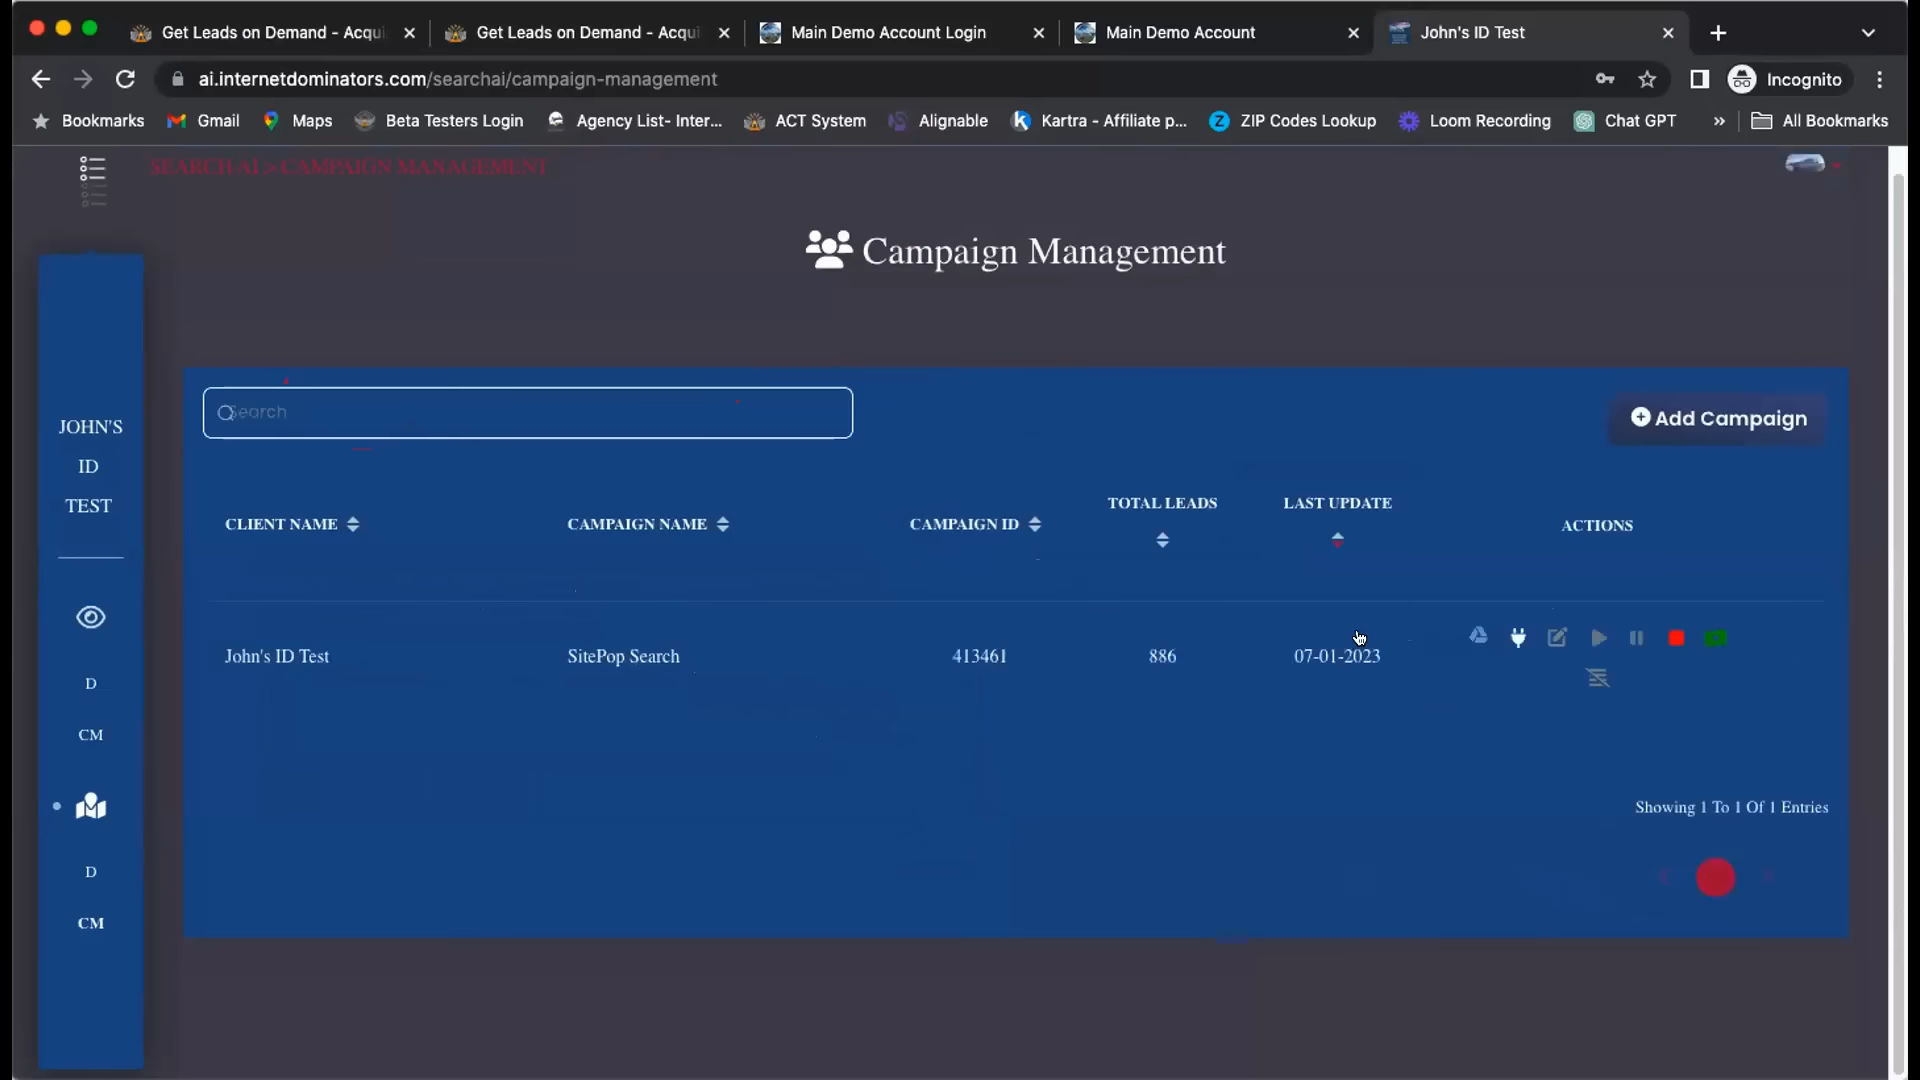 Get Leads on Demand - Acqu
Get Leads on Demand - Acqu
Main Demo Account Login
Main Demo Account
John's ID Test
ai.internetdominators.com/searchai/campaign-management
Incognito
Bookmarks
Gmail
Maps
Beta Testers Login
Agency List- Inter...
ACT System
Alignable
Kartra - Affiliate p...
ZIP Codes Lookup
Loom Recording
Chat GPT
»
All Bookmarks
SEARCH AI > CAMPAIGN MANAGEMENT
Campaign Management
JOHN'S
ID
TEST
D
CM
D
CM
Search
Add Campaign
CLIENT NAME
CAMPAIGN NAME
CAMPAIGN ID
TOTAL LEADS
LAST UPDATE
ACTIONS
John's ID Test
SitePop Search
413461
886
07-01-2023
Showing 1 To 1 Of 1 Entries